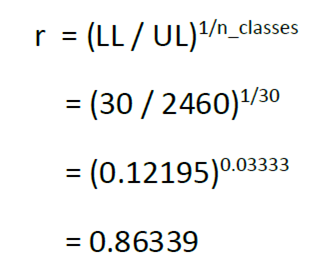 r = (LL / UL)^1/n_classes
= (30 / 2460)^1/30
= (0.12195)^0.03333
= 0.86339